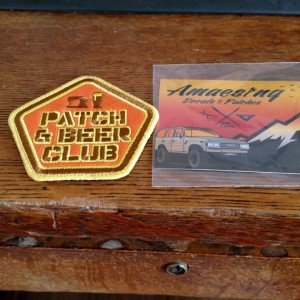 PATCH
& BEER
CLUB
Amaesing
Decals & Patches